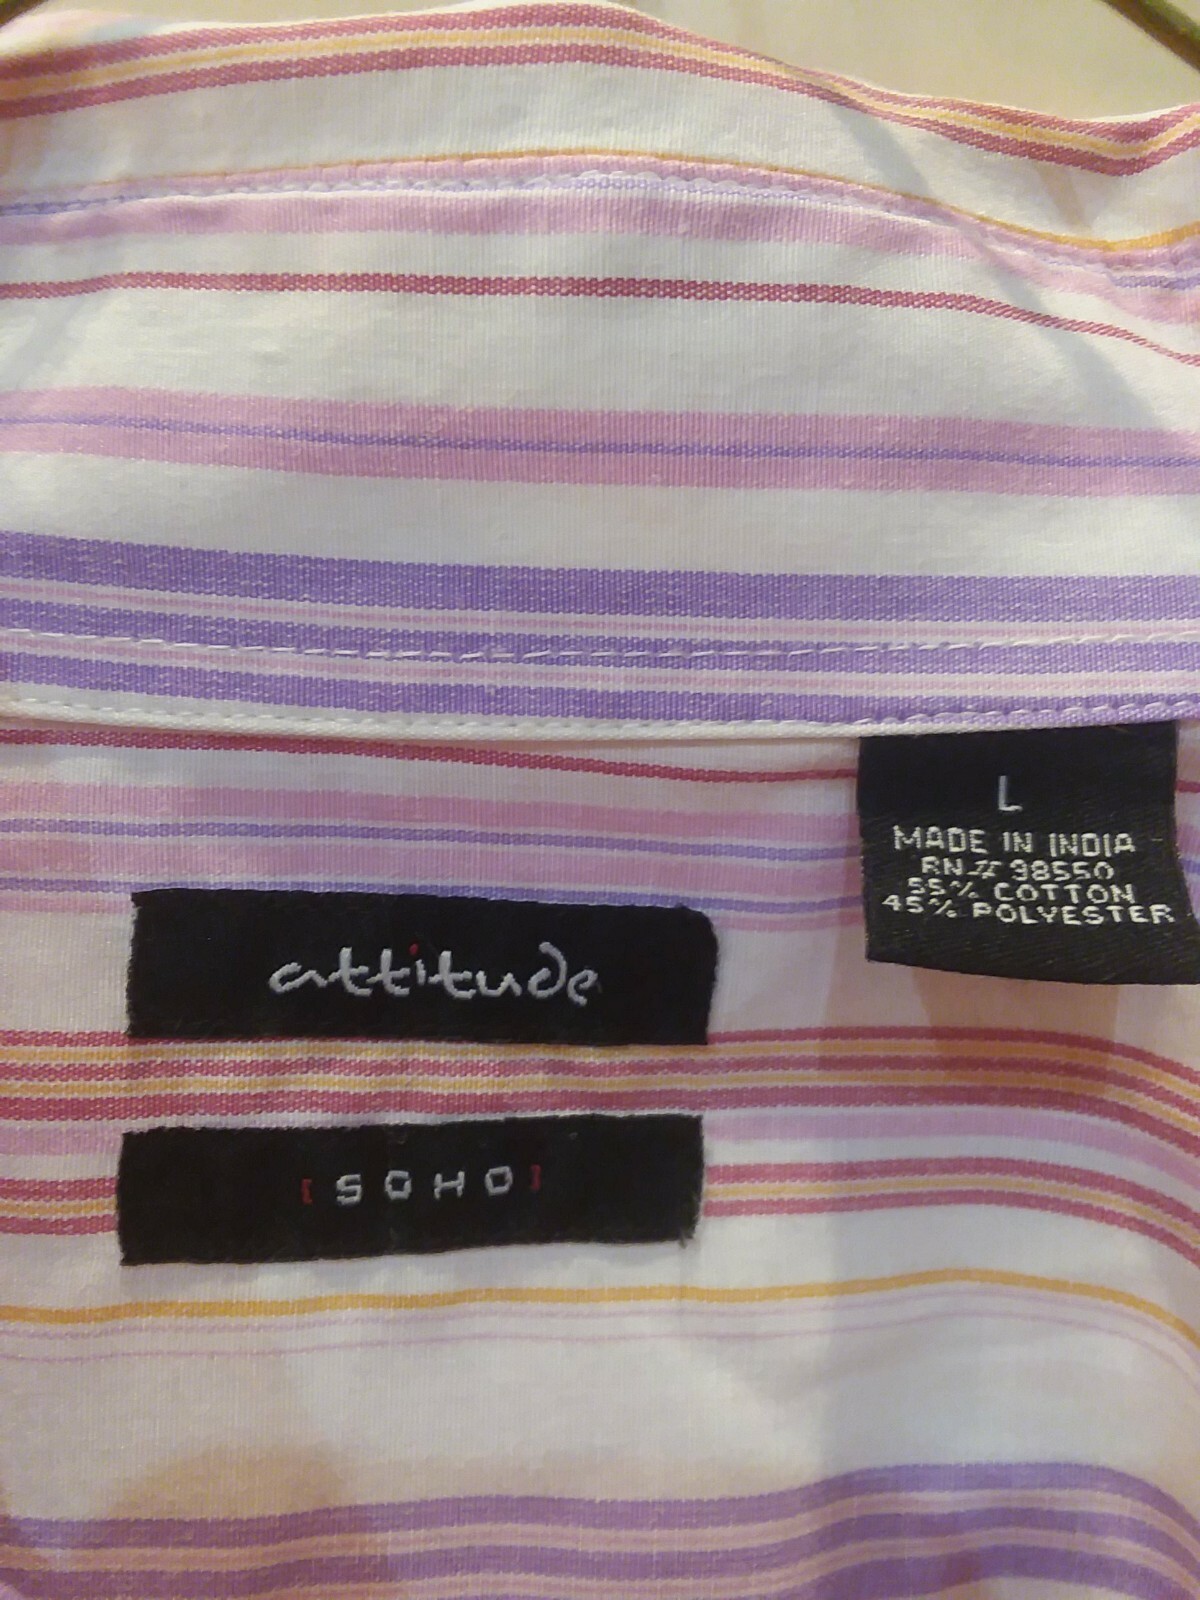 L
MADE IN INDIA
RN# 98550
55% COTTON
45% POLYESTER
attitude
[SOHO]